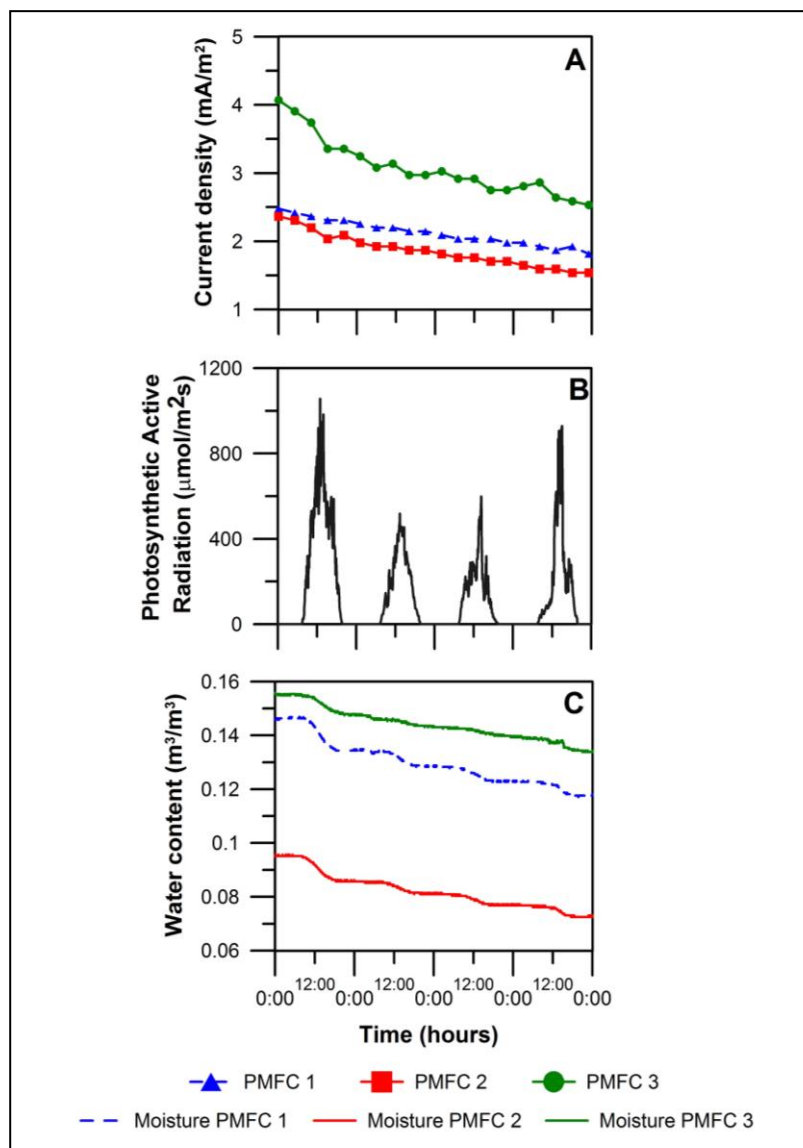 A
Current density (mA/m²)
5
4
3
2
1
B
Photosynthetic Active
Radiation (μmol/m²s)
1200
800
400
0
C
Water content (m³/m³)
0.16
0.14
0.12
0.1
0.08
0.06
12:00 12:00 12:00 12:00
0:00 0:00 0:00 0:00 0:00
Time (hours)
PMFC 1 PMFC 2 PMFC 3
Moisture PMFC 1 Moisture PMFC 2 Moisture PMFC 3